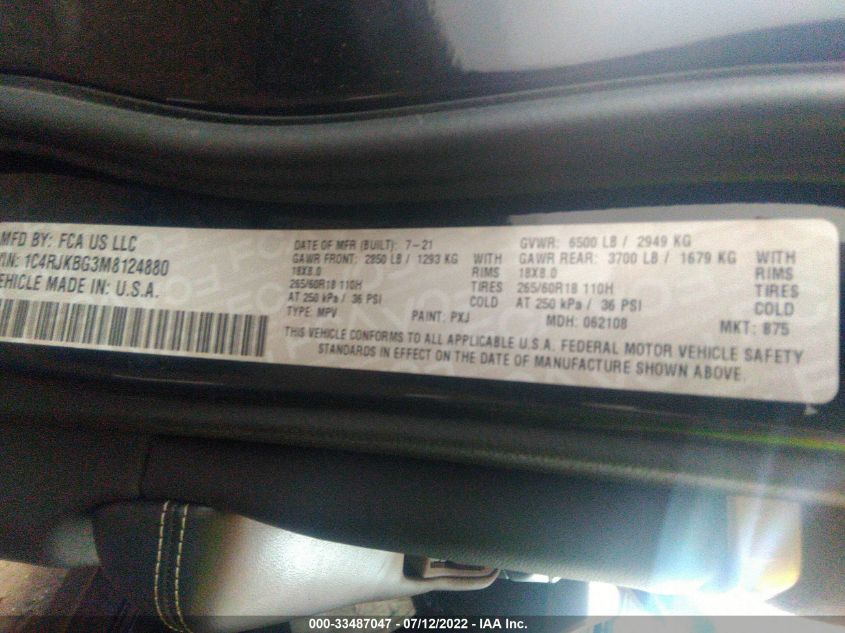 MFD BY: FCA US LLC
VIN: 1C4RJKBG3M8124880
VEHICLE MADE IN: U.S.A.
DATE OF MFR (BUILT): 7-21
GAWR FRONT: 2850 LB / 1293 KG WITH
18X8.0 RIMS
265/60R18 110H TIRES
AT 250 kPa / 36 PSI COLD
TYPE: MPV PAINT: PXJ
GVWR: 6500 LB / 2949 KG
GAWR REAR: 3700 LB / 1679 KG WITH
18X8.0 RIMS
265/60R18 110H TIRES
AT 250 kPa / 36 PSI COLD
MDH: 062108 MKT: B75
THIS VEHICLE CONFORMS TO ALL APPLICABLE U.S.A. FEDERAL MOTOR VEHICLE SAFETY
STANDARDS IN EFFECT ON THE DATE OF MANUFACTURE SHOWN ABOVE.
000-33487047 - 07/12/2022 - IAA Inc.